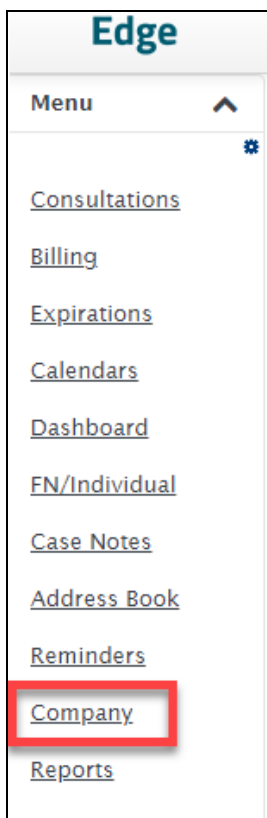 Edge
Menu
Consultations
Billing
Expirations
Calendars
Dashboard
FN/Individual
Case Notes
Address Book
Reminders
Company
Reports